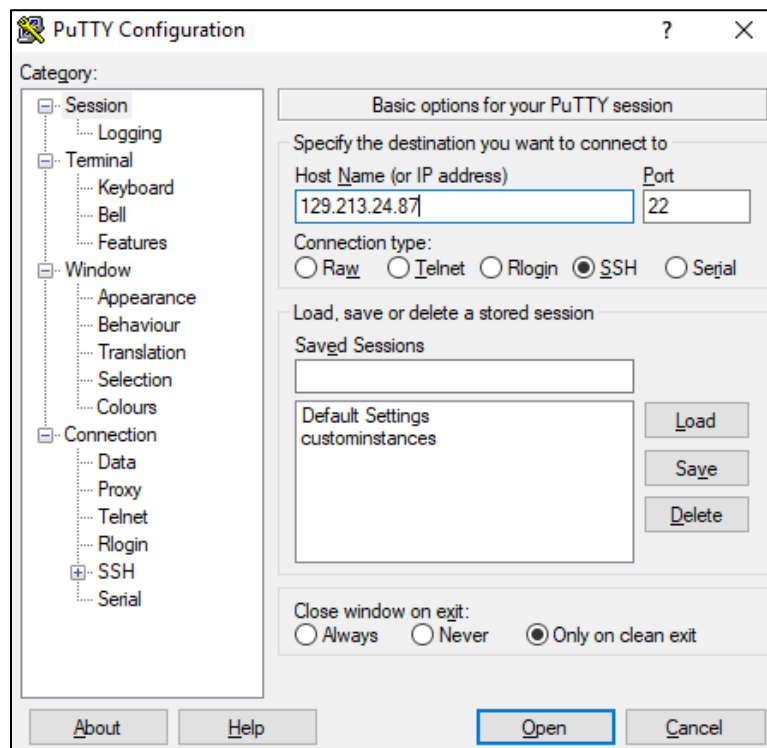 PuTTY Configuration
?
Category:
Session
Logging
Terminal
Keyboard
Bell
Features
Window
Appearance
Behaviour
Translation
Selection
Colours
Connection
Data
Proxy
Telnet
Rlogin
SSH
Serial
Basic options for your PuTTY session
Specify the destination you want to connect to
Host Name (or IP address) Port
129.213.24.87 22
Connection type:
Raw Telnet Rlogin SSH Serial
Load, save or delete a stored session
Saved Sessions
Default Settings
custominstances
Load
Save
Delete
Close window on exit:
Always Never Only on clean exit
About Help Open Cancel